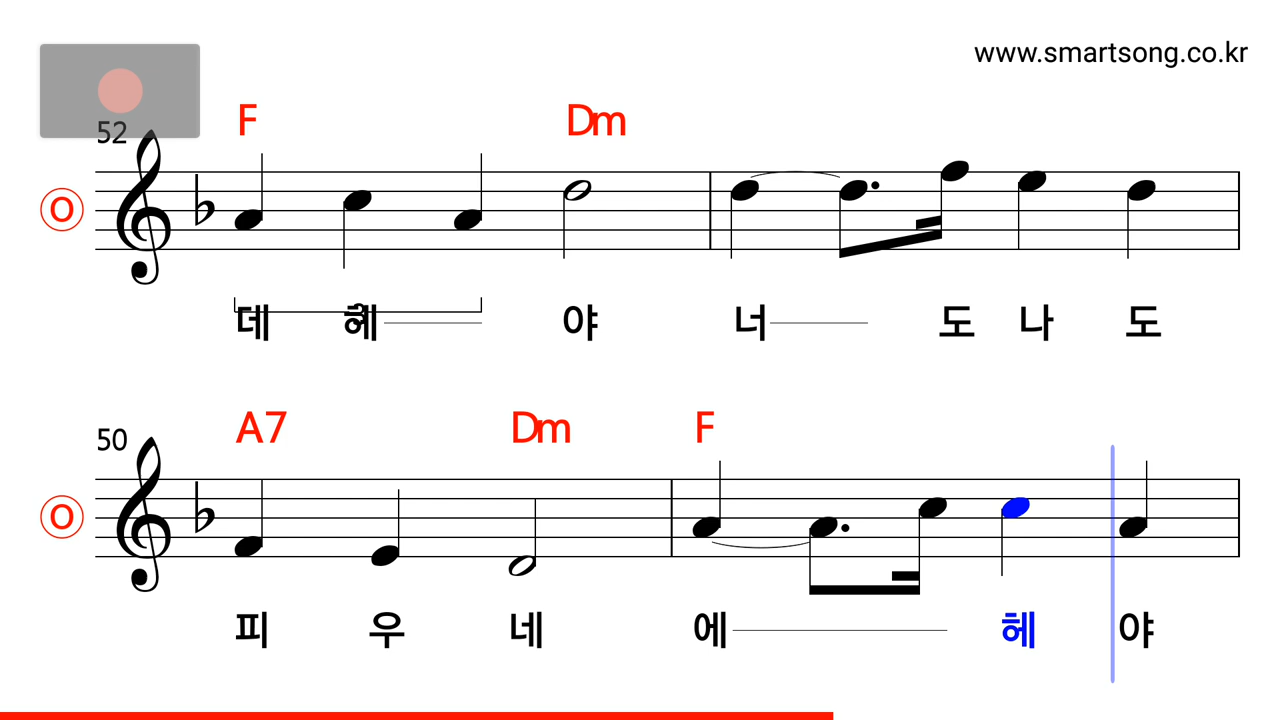 www.smartsong.co.kr
52 F Dm
데 헤 야 너 도 나 도
50 A7 Dm F
피 우 네 에 헤 야